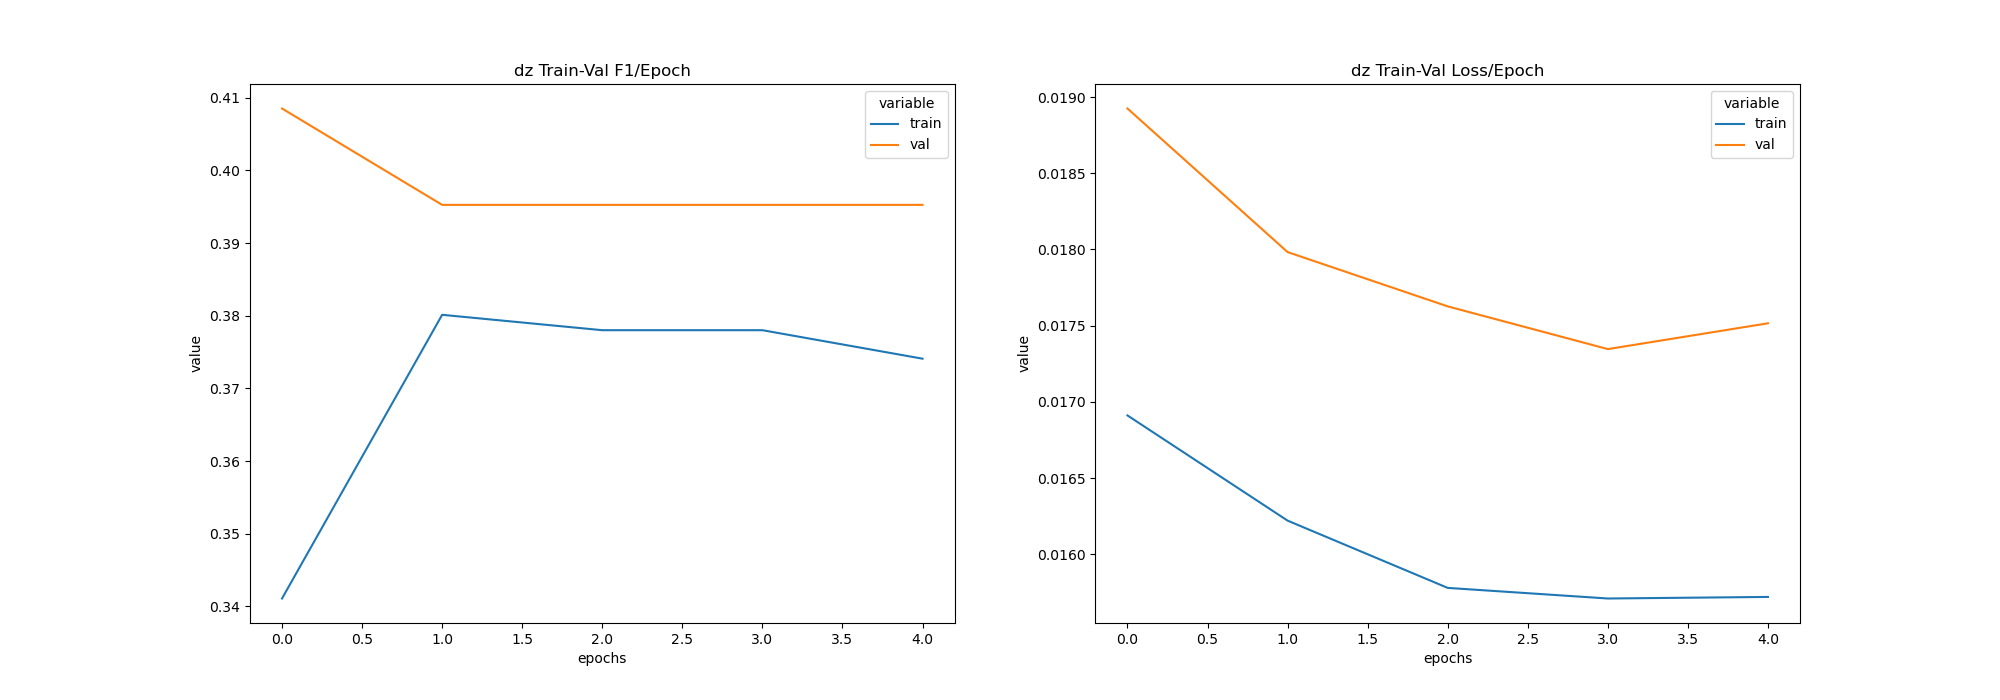 dz Train-Val F1/Epoch
variable
train
val
0.41
0.40
0.39
0.38
0.37
0.36
0.35
0.34
value
0.0 0.5 1.0 1.5 2.0 2.5 3.0 3.5 4.0
epochs
dz Train-Val Loss/Epoch
variable
train
val
0.0190
0.0185
0.0180
0.0175
0.0170
0.0165
0.0160
value
0.0 0.5 1.0 1.5 2.0 2.5 3.0 3.5 4.0
epochs